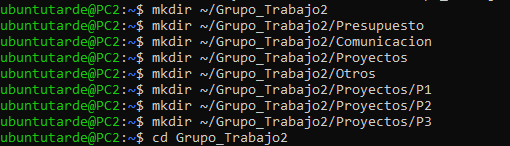 ubuntutarde@PC2:~$ mkdir ~/Grupo_Trabajo2
ubuntutarde@PC2:~$ mkdir ~/Grupo_Trabajo2/Presupuesto
ubuntutarde@PC2:~$ mkdir ~/Grupo_Trabajo2/Comunicacion
ubuntutarde@PC2:~$ mkdir ~/Grupo_Trabajo2/Proyectos
ubuntutarde@PC2:~$ mkdir ~/Grupo_Trabajo2/Otros
ubuntutarde@PC2:~$ mkdir ~/Grupo_Trabajo2/Proyectos/P1
ubuntutarde@PC2:~$ mkdir ~/Grupo_Trabajo2/Proyectos/P2
ubuntutarde@PC2:~$ mkdir ~/Grupo_Trabajo2/Proyectos/P3
ubuntutarde@PC2:~$ cd Grupo_Trabajo2